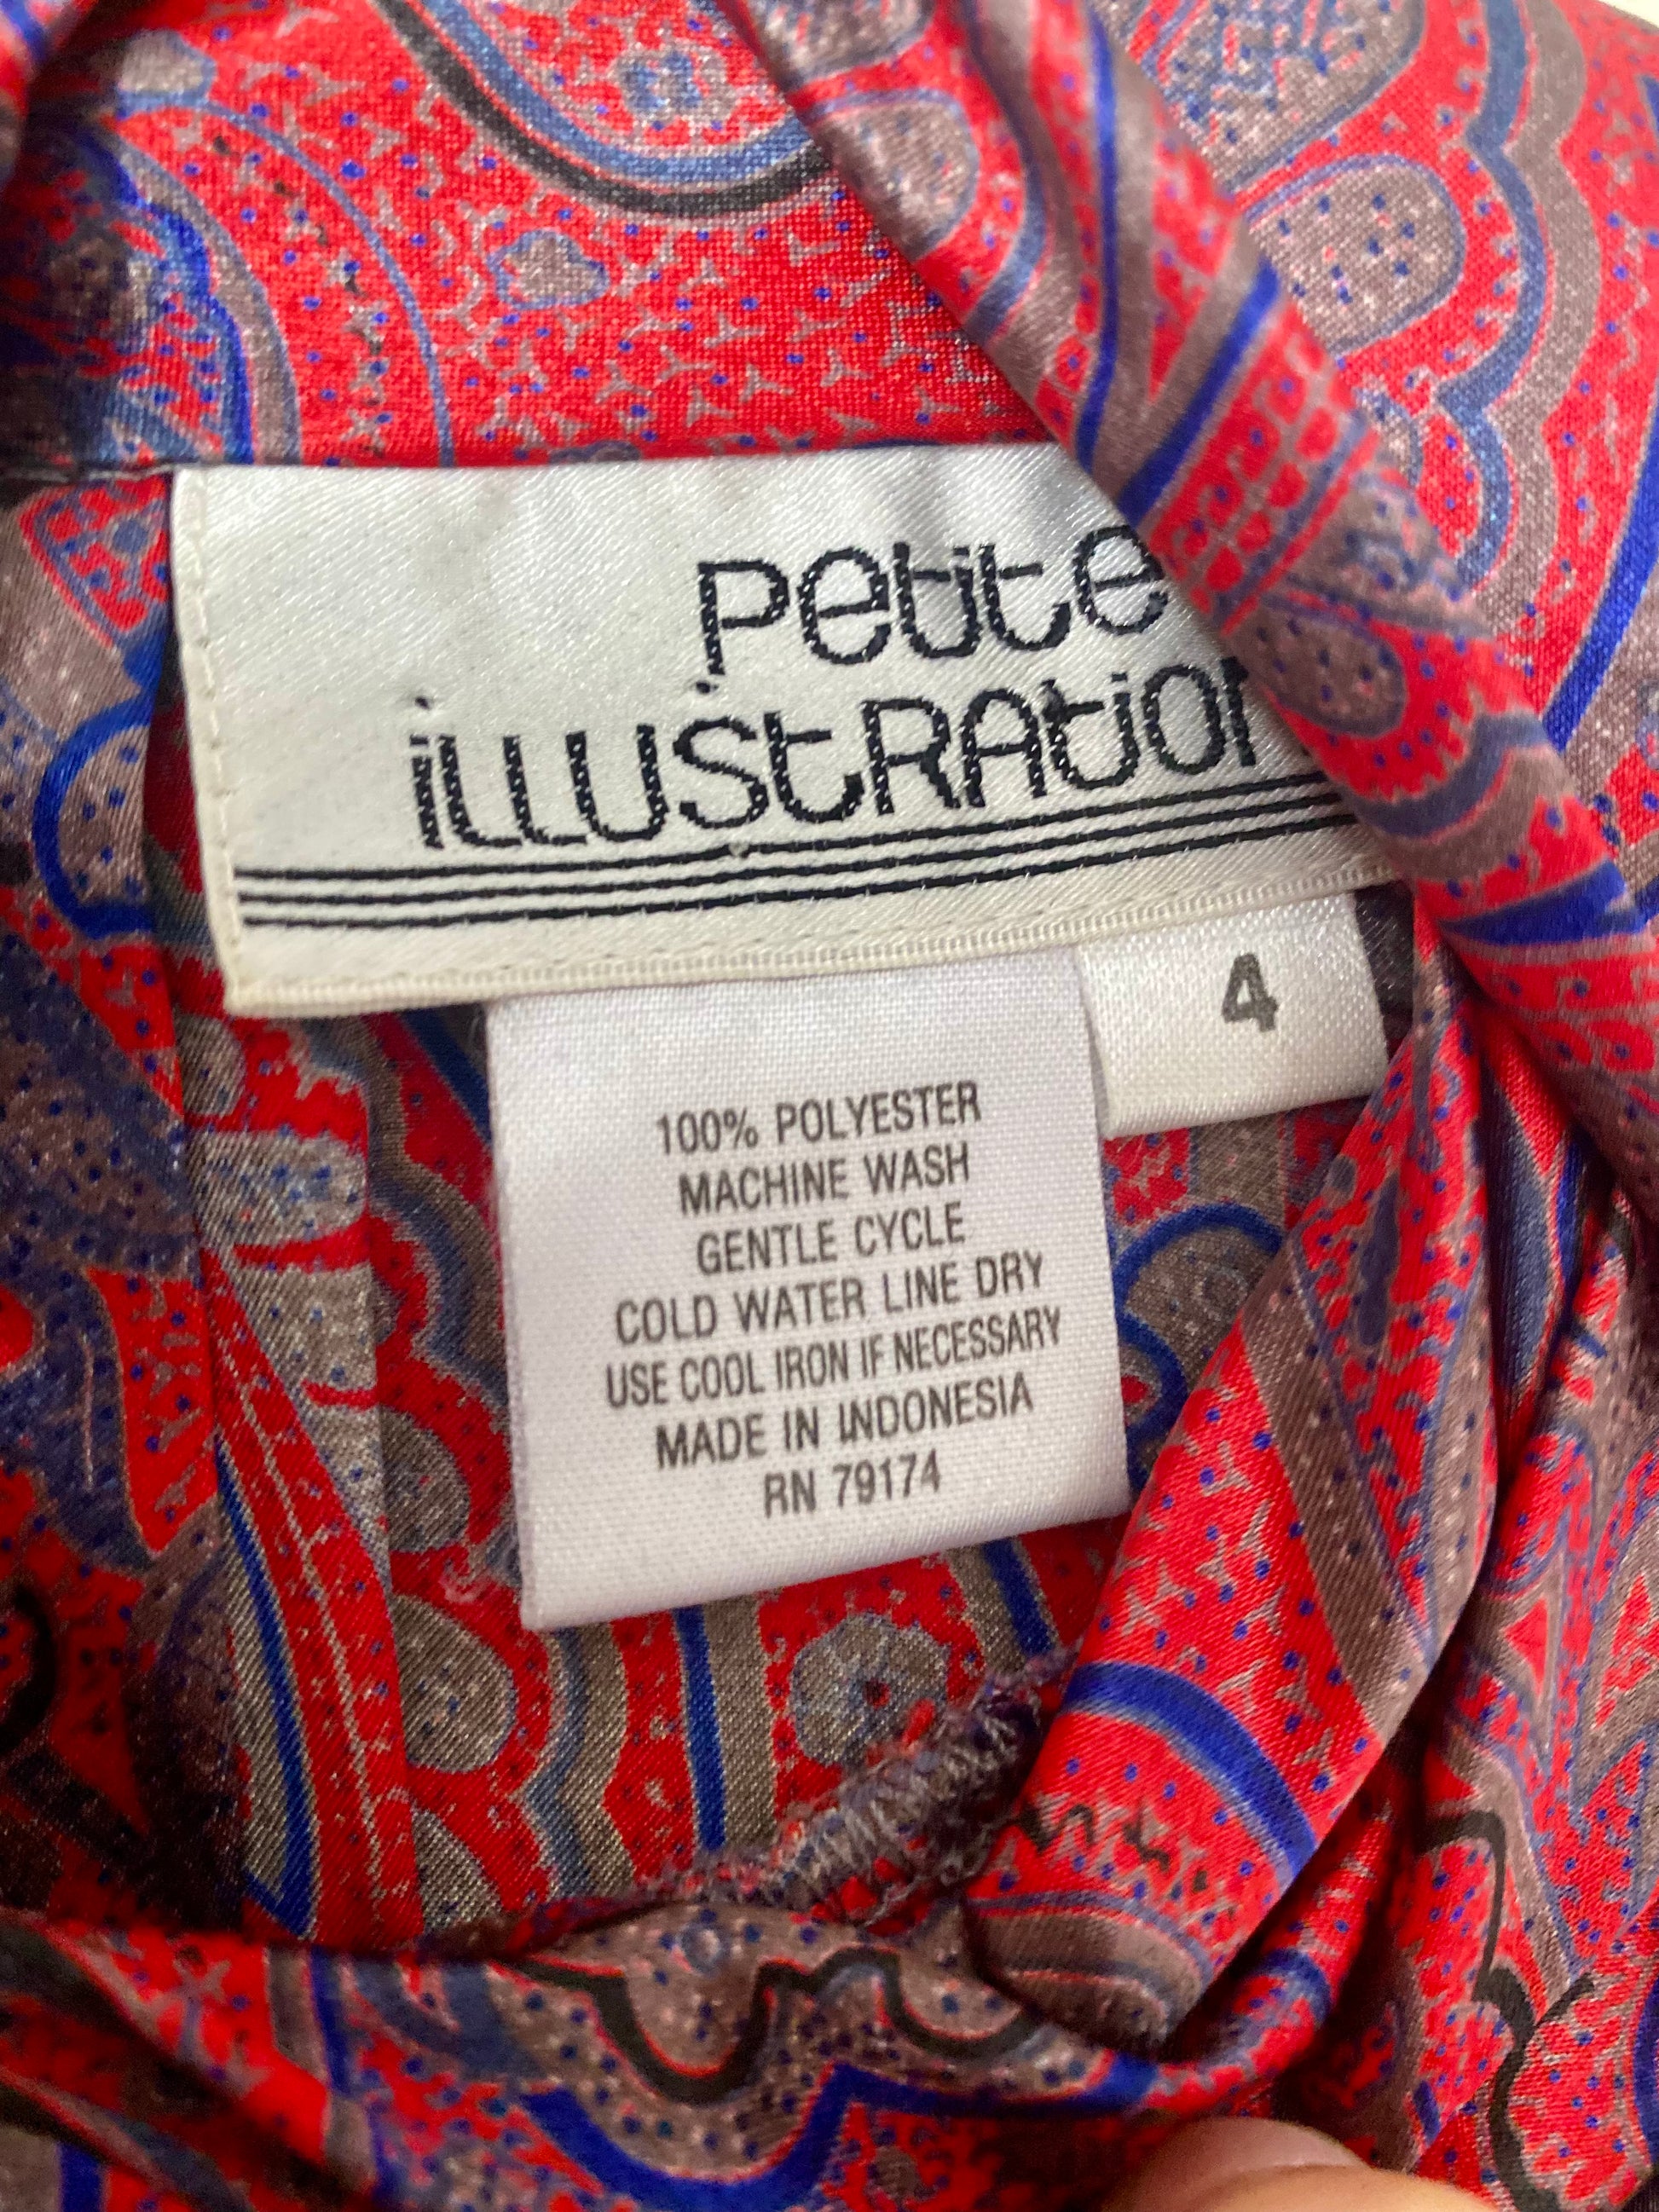 Petite
illustration
4
100% POLYESTER
MACHINE WASH
GENTLE CYCLE
COLD WATER LINE DRY
USE COOL IRON IF NECESSARY
MADE IN INDONESIA
RN 79174